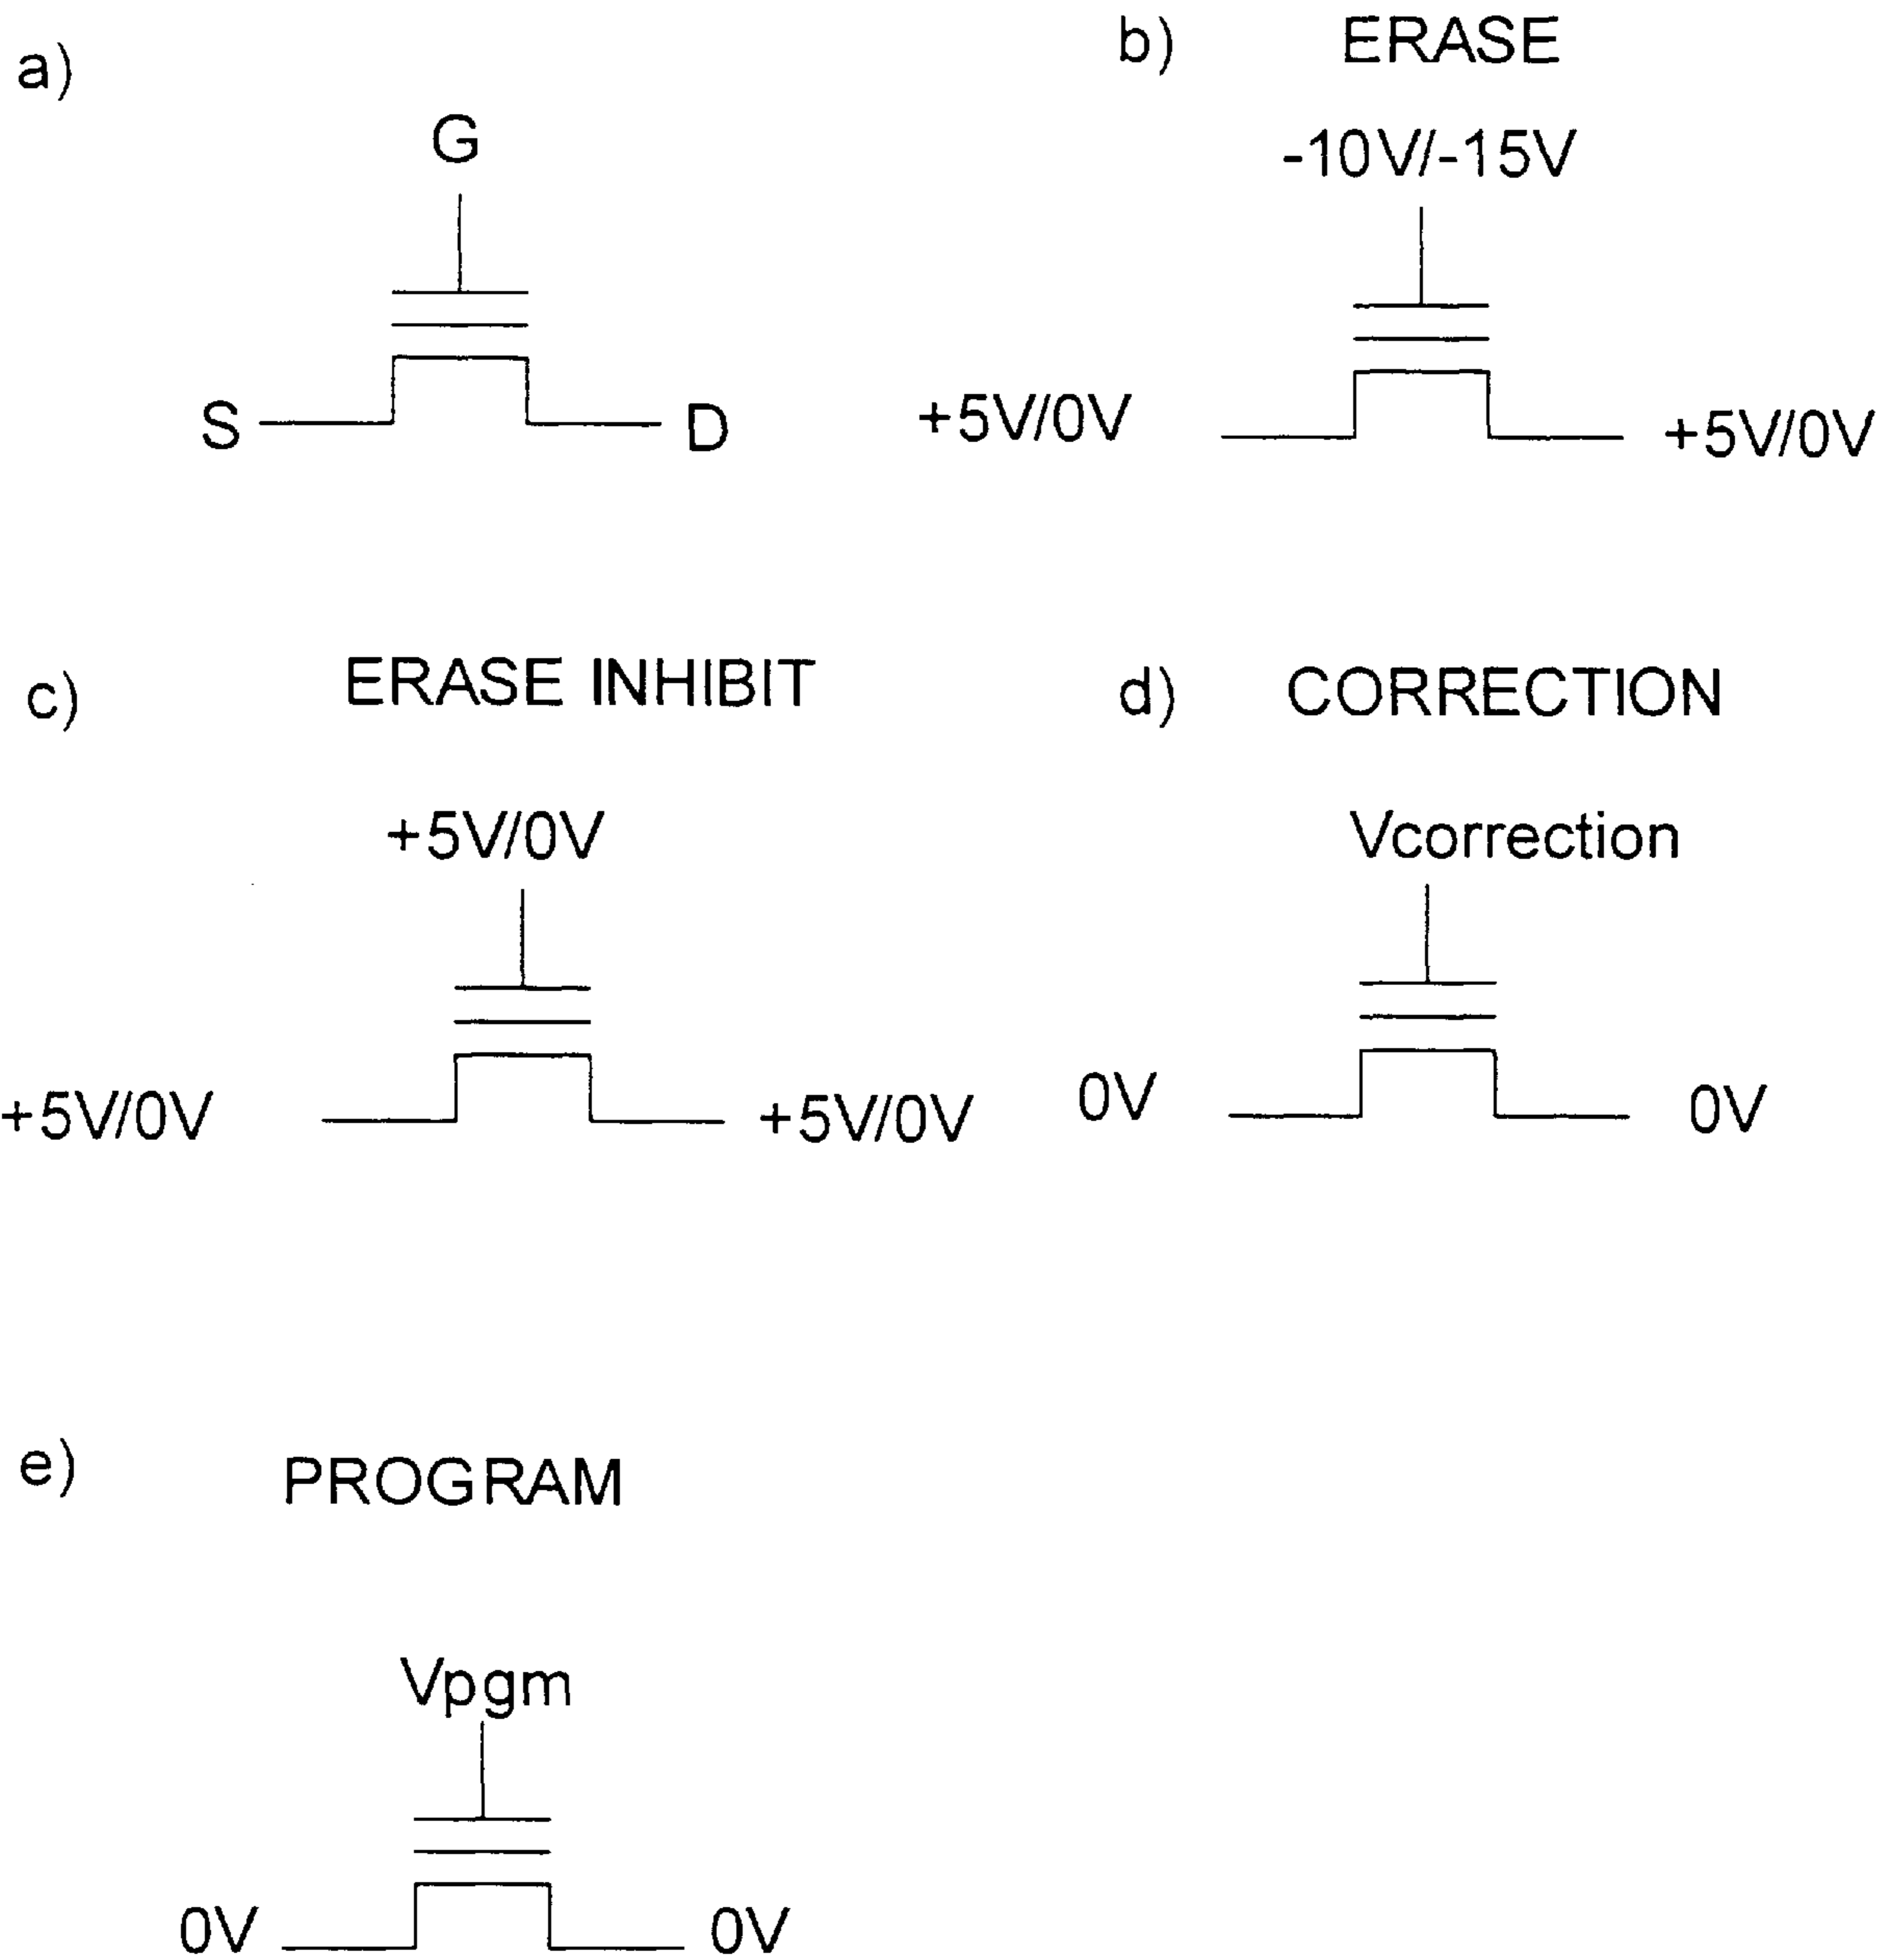 a)
G
S D
b) ERASE
-10V/-15V
+5V/0V +5V/0V
c) ERASE INHIBIT
+5V/0V
+5V/0V +5V/0V
d) CORRECTION
Vcorrection
0V 0V
e) PROGRAM
Vpgm
0V 0V